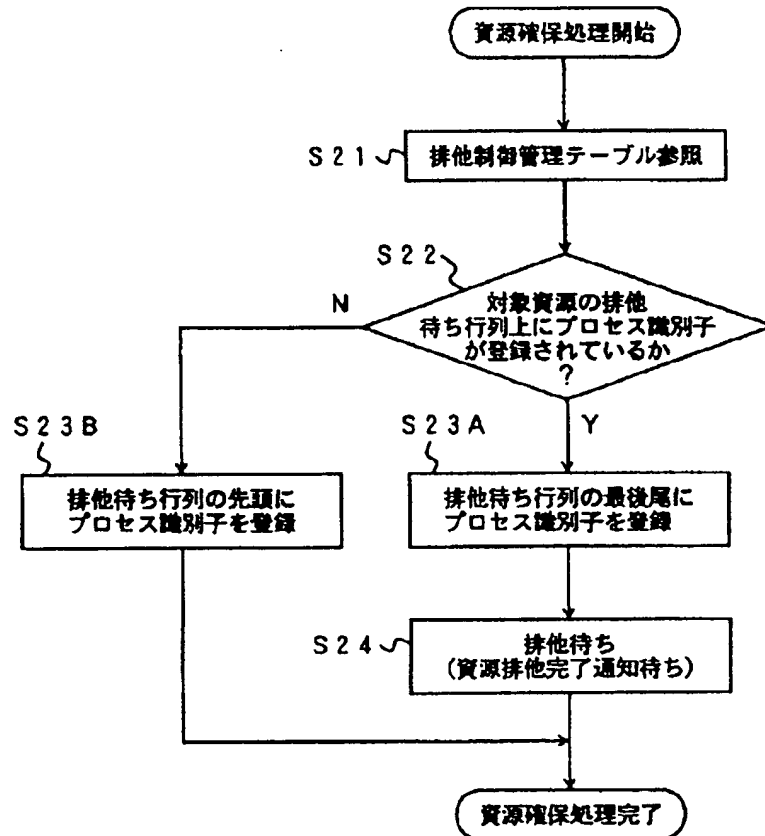 資源確保処理開始
S21
排他制御管理テーブル参照
S22
対象資源の排他
待ち行列上にプロセス識別子
が登録されているか
?
N
Y
S23B
排他待ち行列の先頭に
プロセス識別子を登録
S23A
排他待ち行列の最後尾に
プロセス識別子を登録
S24
排他待ち
(資源排他完了通知待ち)
資源確保処理完了